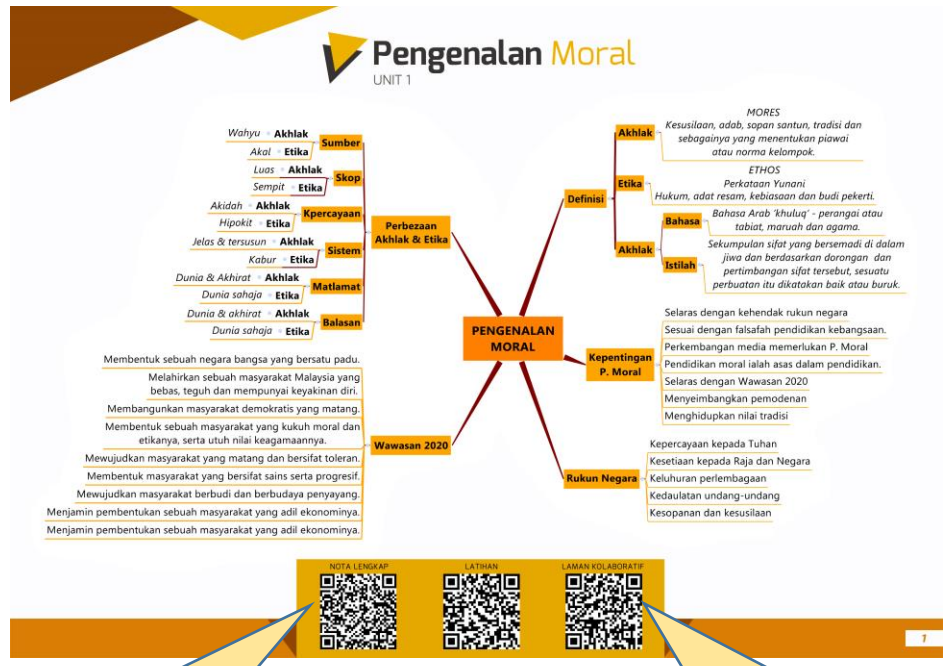 Pengenalan Moral
UNIT 1
Wahyu • Akhlak
Akal • Etika
Sumber
Luas • Akhlak
Sempit • Etika
Skop
Akidah • Akhlak
Hipokit • Etika
Kpercayaan
Jelas & tersusun • Akhlak
Kabur • Etika
Sistem
Dunia & Akhirat • Akhlak
Dunia sahaja • Etika
Matlamat
Dunia & akhirat • Akhlak
Dunia sahaja • Etika
Balasan
Perbezaan
Akhlak & Etika
Membentuk sebuah negara bangsa yang bersatu padu.
Melahirkan sebuah masyarakat Malaysia yang
bebas, teguh dan mempunyai keyakinan diri.
Membangunkan masyarakat demokratis yang matang.
Membentuk sebuah masyarakat yang kukuh moral dan
etikanya, serta utuh nilai keagamaannya.
Mewujudkan masyarakat yang matang dan bersifat toleran.
Membentuk masyarakat yang bersifat sains serta progresif.
Mewujudkan masyarakat berbudi dan berbudaya penyayang.
Menjamin pembentukan sebuah masyarakat yang adil ekonominya.
Menjamin pembentukan sebuah masyarakat yang adil ekonominya.
Wawasan 2020
PENGENALAN
MORAL
Definisi
Akhlak
MORES
Kesusilaan, adab, sopan santun, tradisi dan
sebagainya yang menentukan piawai
atau norma kelompok.
Etika
ETHOS
Perkataan Yunani
Hukum, adat resam, kebiasaan dan budi pekerti.
Akhlak
Bahasa
Bahasa Arab 'khuluq' - perangai atau
tabiat, maruah dan agama.
Istilah
Sekumpulan sifat yang bersemadi di dalam
jiwa dan berdasarkan dorongan dan
pertimbangan sifat tersebut, sesuatu
perbuatan itu dikatakan baik atau buruk.
Kepentingan
P. Moral
Selaras dengan kehendak rukun negara
Sesuai dengan falsafah pendidikan kebangsaan.
Perkembangan media memerlukan P. Moral
Pendidikan moral ialah asas dalam pendidikan.
Selaras dengan Wawasan 2020
Menyeimbangkan pemodenan
Menghidupkan nilai tradisi
Rukun Negara
Kepercayaan kepada Tuhan
Kesetiaan kepada Raja dan Negara
Keluhuran perlembagaan
Kedaulatan undang-undang
Kesopanan dan kesusilaan
NOTA LENGKAP
LATIHAN
LAMAN KOLABORATIF
1